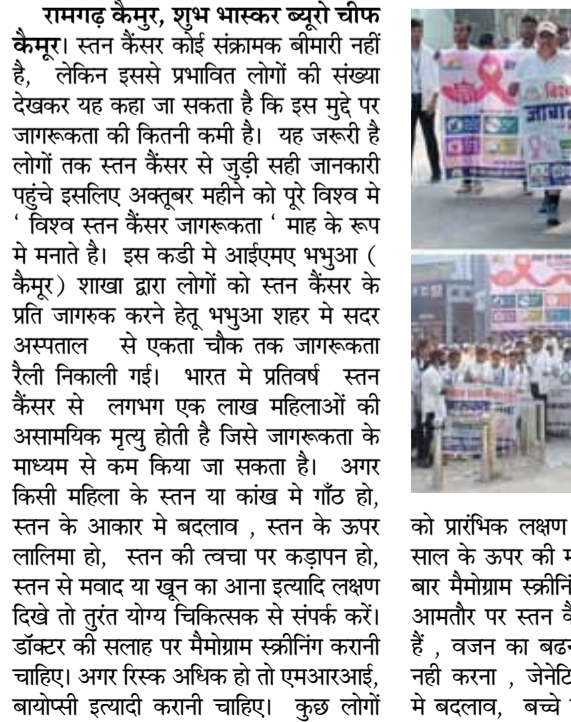 रामगढ़ कैमुर, शुभ भास्कर ब्यूरो चीफ
कैमूर। स्तन कैंसर कोई संक्रामक बीमारी नहीं
है, लेकिन इससे प्रभावित लोगों की संख्या
देखकर यह कहा जा सकता है कि इस मुद्दे पर
जागरूकता की कितनी कमी है। यह जरूरी है
लोगों तक स्तन कैंसर से जुड़ी सही जानकारी
पहुंचे इसलिए अक्तूबर महीने को पूरे विश्व मे
‘ विश्व स्तन कैंसर जागरूकता ‘ माह के रूप
मे मनाते है। इस कडी मे आईएमए भभुआ (
कैमूर) शाखा द्वारा लोगों को स्तन कैंसर के
प्रति जागरुक करने हेतू भभुआ शहर मे सदर
अस्पताल से एकता चौक तक जागरूकता
रैली निकाली गई। भारत मे प्रतिवर्ष स्तन
कैंसर से लगभग एक लाख महिलाओं की
असामयिक मृत्यु होती है जिसे जागरूकता के
माध्यम से कम किया जा सकता है। अगर
किसी महिला के स्तन या कांख मे गाँठ हो,
स्तन के आकार मे बदलाव , स्तन के ऊपर
लालिमा हो, स्तन की त्वचा पर कड़ापन हो,
स्तन से मवाद या खून का आना इत्यादि लक्षण
दिखे तो तुरंत योग्य चिकित्सक से संपर्क करें।
डॉक्टर की सलाह पर मैमोग्राम स्क्रीनिंग करानी
चाहिए। अगर रिस्क अधिक हो तो एमआरआई,
बायोप्सी इत्यादी करानी चाहिए। कुछ लोगों
को प्रारंभिक लक्षण
साल के ऊपर की
बार मैमोग्राम
आमतौर पर स्तन
हैं , वजन का
नही करना ,
मे बदलाव, बच्चे